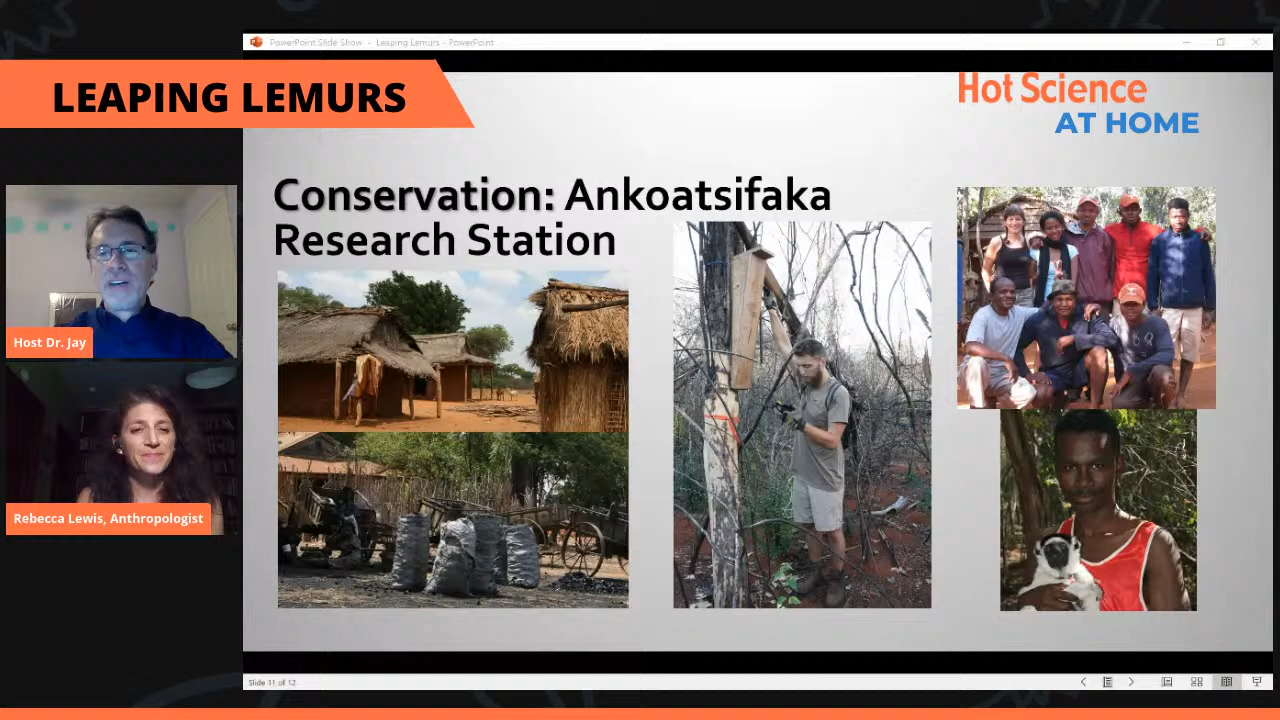 PowerPoint Slide Show - Leaping Lemurs - PowerPoint
LEAPING LEMURS
Hot Science
AT HOME
Conservation: Ankoatsifaka
Research Station
Host Dr. Jay
Rebecca Lewis, Anthropologist
Slide 11 of 12